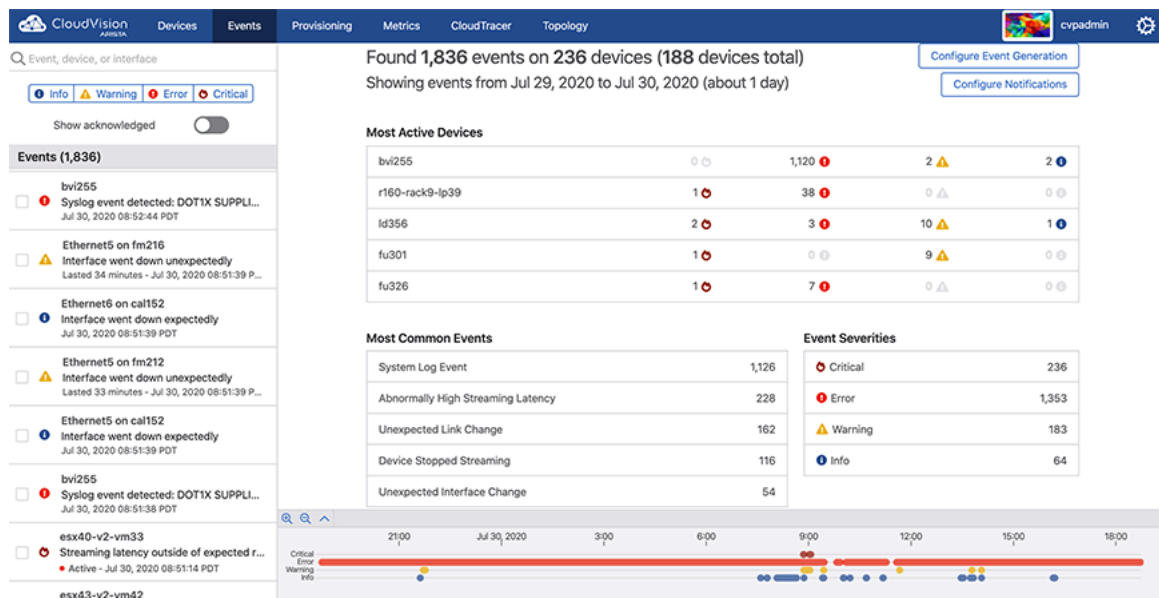 CloudVision
ARISTA
Devices Events Provisioning Metrics CloudTracer Topology cvpadmin
Event, device, or interface
Info Warning Error Critical
Show acknowledged
Events (1,836)
bvi255
Syslog event detected: DOT1X SUPPLI...
Jul 30, 2020 08:52:44 PDT
Ethernet5 on fm216
Interface went down unexpectedly
Lasted 34 minutes - Jul 30, 2020 08:51:39 P...
Ethernet6 on cal152
Interface went down expectedly
Jul 30, 2020 08:51:39 PDT
Ethernet5 on fm212
Interface went down unexpectedly
Lasted 33 minutes - Jul 30, 2020 08:51:39 P...
Ethernet5 on cal152
Interface went down expectedly
Jul 30, 2020 08:51:39 PDT
bvi255
Syslog event detected: DOT1X SUPPLI...
Jul 30, 2020 08:51:38 PDT
esx40-v2-vm33
Streaming latency outside of expected r...
Active - Jul 30, 2020 08:51:14 PDT
esx43-v2-vm42
Found 1,836 events on 236 devices (188 devices total)
Showing events from Jul 29, 2020 to Jul 30, 2020 (about 1 day)
Configure Event Generation
Configure Notifications
Most Active Devices
bvi255 0 1,120 2 2
r160-rack9-lp39 1 38 0 0
ld356 2 3 10 1
fu301 1 0 9 0
fu326 1 7 0 0
Most Common Events
System Log Event 1,126
Abnormally High Streaming Latency 228
Unexpected Link Change 162
Device Stopped Streaming 116
Unexpected Interface Change 54
Event Severities
Critical 236
Error 1,353
Warning 183
Info 64
21:00 Jul 30, 2020 3:00 6:00 9:00 12:00 15:00 18:00
Critical
Error
Warning
Info